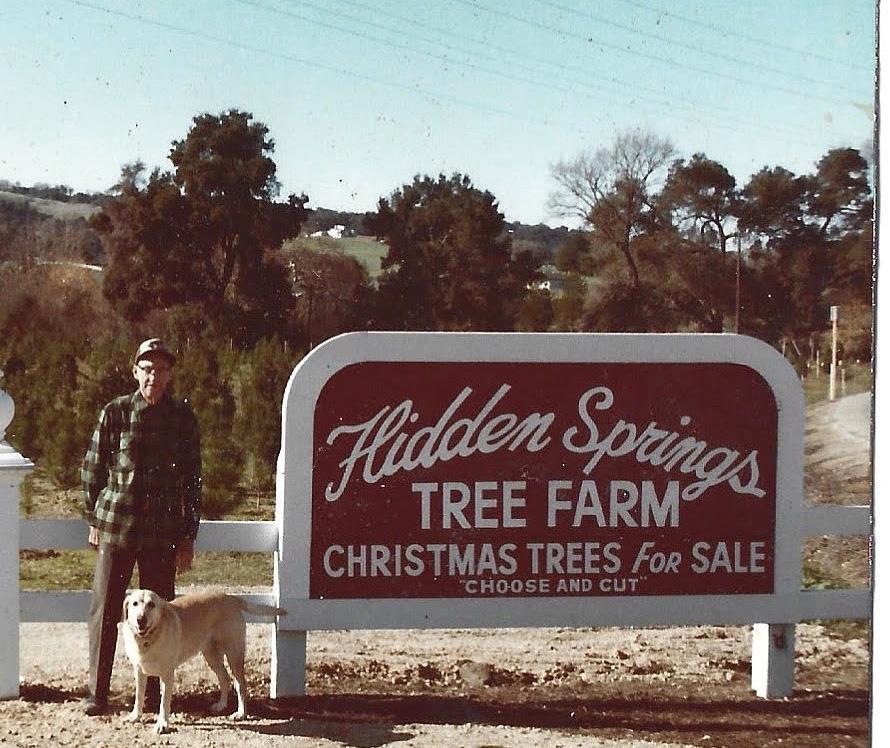 Hidden Springs
TREE FARM
CHRISTMAS TREES FOR SALE
"CHOOSE AND CUT"